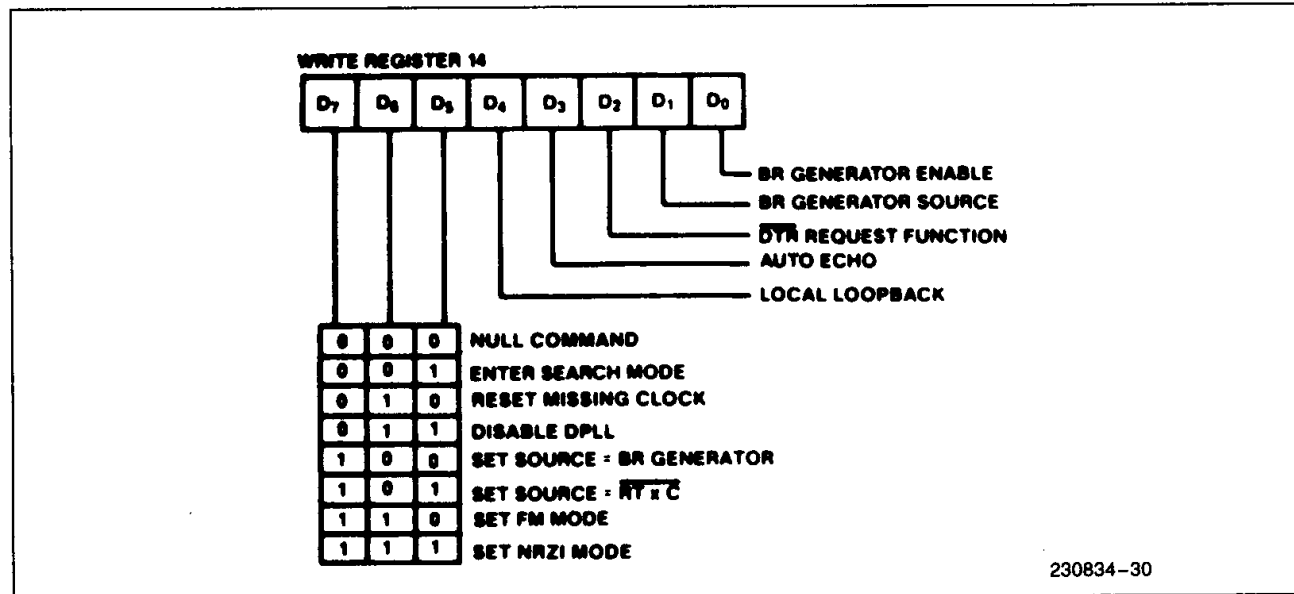 WRITE REGISTER 14
D7 D6 D5 D4 D3 D2 D1 D0
BR GENERATOR ENABLE
BR GENERATOR SOURCE
D̅T̅R̅ REQUEST FUNCTION
AUTO ECHO
LOCAL LOOPBACK
0 0 0 NULL COMMAND
0 0 1 ENTER SEARCH MODE
0 1 0 RESET MISSING CLOCK
0 1 1 DISABLE DPLL
1 0 0 SET SOURCE = BR GENERATOR
1 0 1 SET SOURCE = R̅T̅ ̅x̅ ̅C̅
1 1 0 SET FM MODE
1 1 1 SET NRZI MODE
230834-30